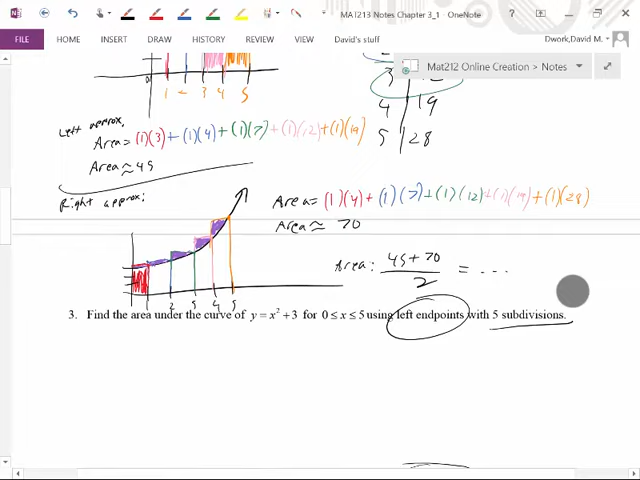 MAT213 Notes Chapter 3_1 - OneNote
FILE HOME INSERT DRAW HISTORY REVIEW VIEW David's stuff Dwork,David M.
Mat212 Online Creation > Notes
1 2 3 4 5
3
4 19
5 28
Left approx.
Area=(1)(3)+(1)(4)+(1)(7)+(1)(12)+(1)(19)
Area≈45
Right approx:
Area=(1)(4)+(1)(7)+(1)(12)+(1)(19)+(1)(28)
Area≈ 70
Area: 45+70 / 2 = ...
1 2 3 4 5
3. Find the area under the curve of y = x² + 3 for 0 ≤ x ≤ 5 using left endpoints with 5 subdivisions.